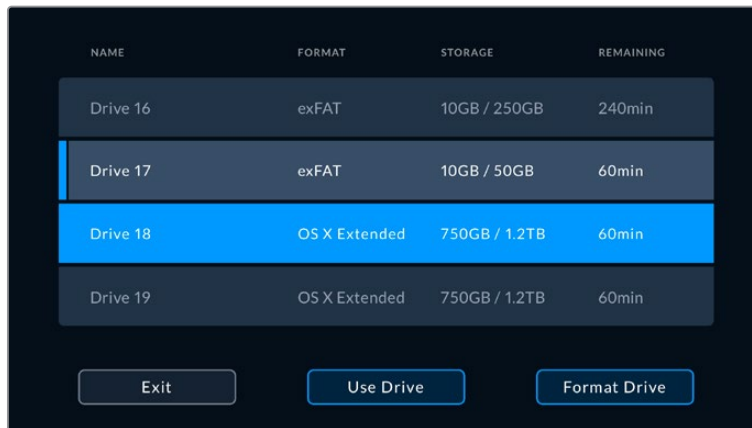 NAME FORMAT STORAGE REMAINING
Drive 16 exFAT 10GB / 250GB 240min
Drive 17 exFAT 10GB / 50GB 60min
Drive 18 OS X Extended 750GB / 1.2TB 60min
Drive 19 OS X Extended 750GB / 1.2TB 60min
Exit Use Drive Format Drive